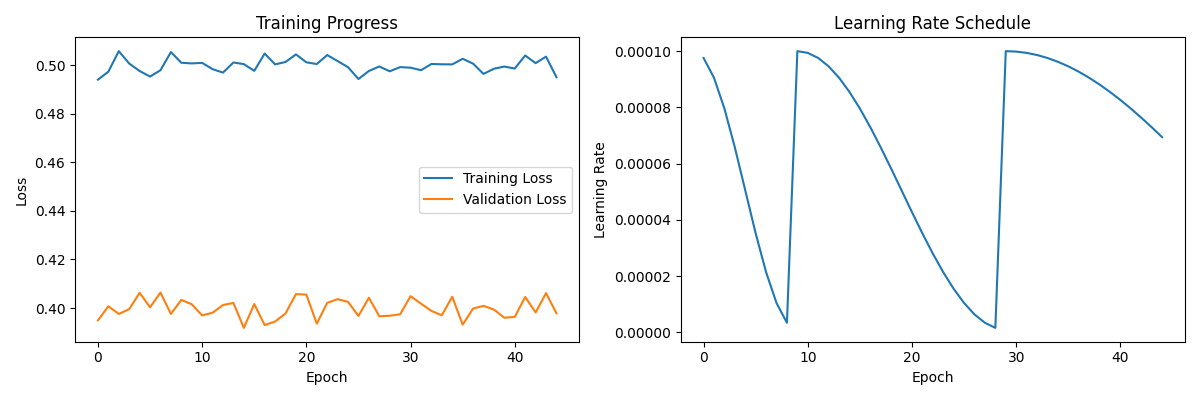 Training Progress
Loss
0.50
0.48
0.46
0.44
0.42
0.40
Training Loss
Validation Loss
0 10 20 30 40
Epoch
Learning Rate Schedule
Learning Rate
0.00010
0.00008
0.00006
0.00004
0.00002
0.00000
0 10 20 30 40
Epoch